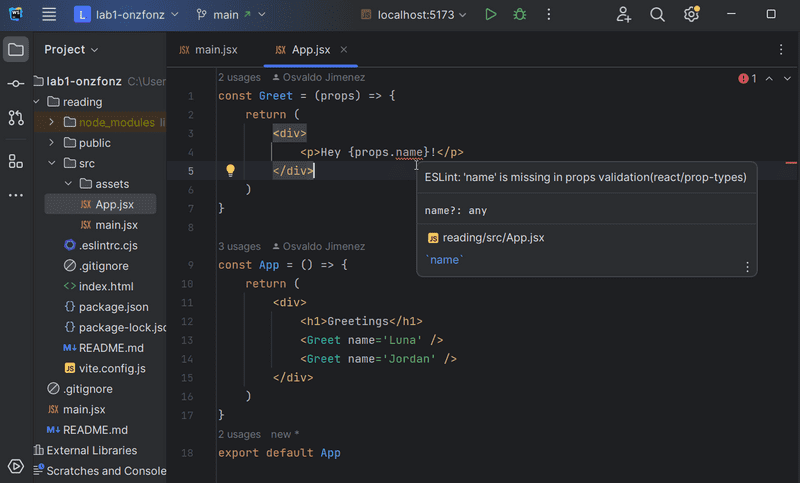 WS L lab1-onzfonz main localhost:5173
Project
main.jsx App.jsx
lab1-onzfonz C:\User
reading
node_modules li
public
src
assets
App.jsx
main.jsx
.eslintrc.cjs
.gitignore
index.html
package.json
package-lock.jsc
README.md
vite.config.js
.gitignore
main.jsx
README.md
External Libraries
Scratches and Console
2 usages Osvaldo Jimenez
1
1 const Greet = (props) => {
2 return (
3 <div>
4 <p>Hey {props.name}!</p>
5 </div>
6 )
7 }
8
3 usages Osvaldo Jimenez
9 const App = () => {
10 return (
11 <div>
12 <h1>Greetings</h1>
13 <Greet name='Luna' />
14 <Greet name='Jordan' />
15 </div>
16 )
17 }
2 usages new *
18 export default App
ESLint: 'name' is missing in props validation(react/prop-types)
name?: any
reading/src/App.jsx
`name`